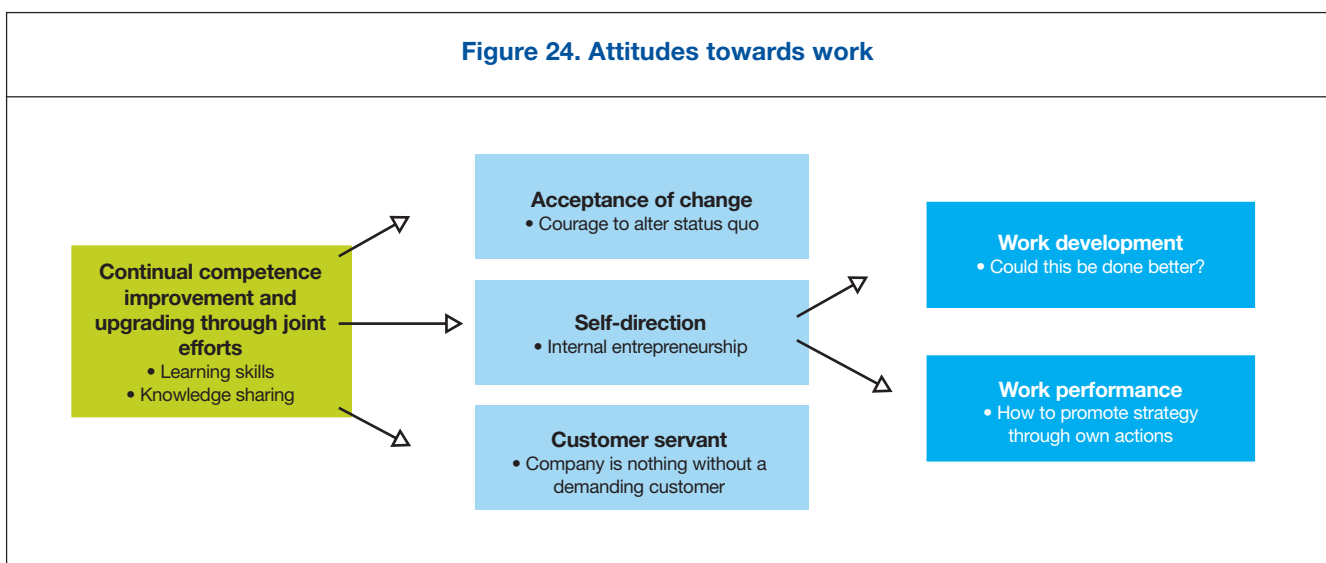 Figure 24. Attitudes towards work
Continual competence
improvement and
upgrading through joint
efforts
• Learning skills
• Knowledge sharing
Acceptance of change
• Courage to alter status quo
Self-direction
• Internal entrepreneurship
Customer servant
• Company is nothing without a
demanding customer
Work development
• Could this be done better?
Work performance
• How to promote strategy
through own actions